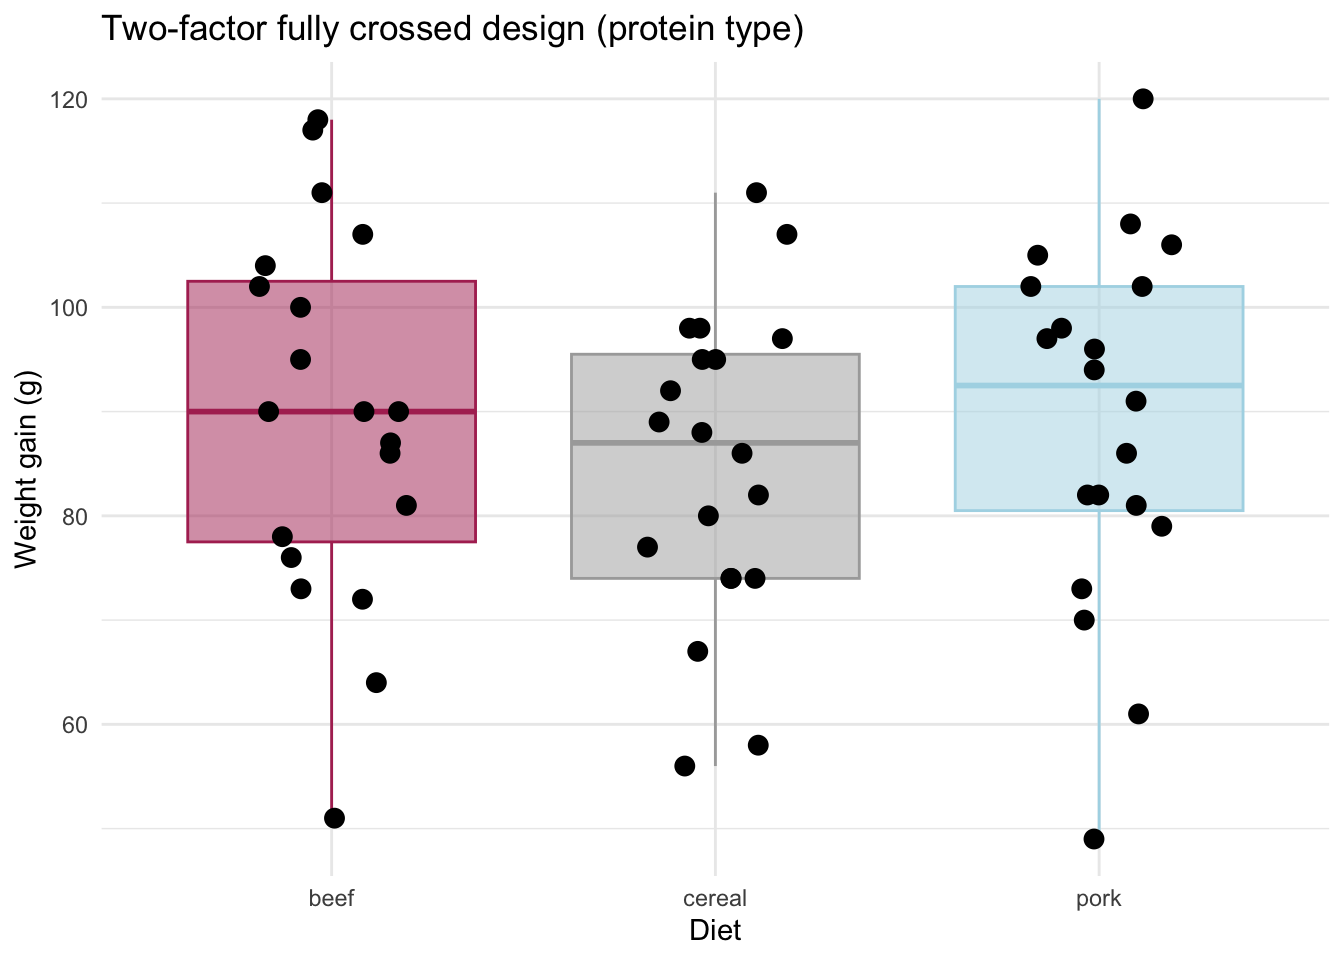 Two-factor fully crossed design (protein type)
120
100
80
60
Weight gain (g)
beef cereal pork
Diet